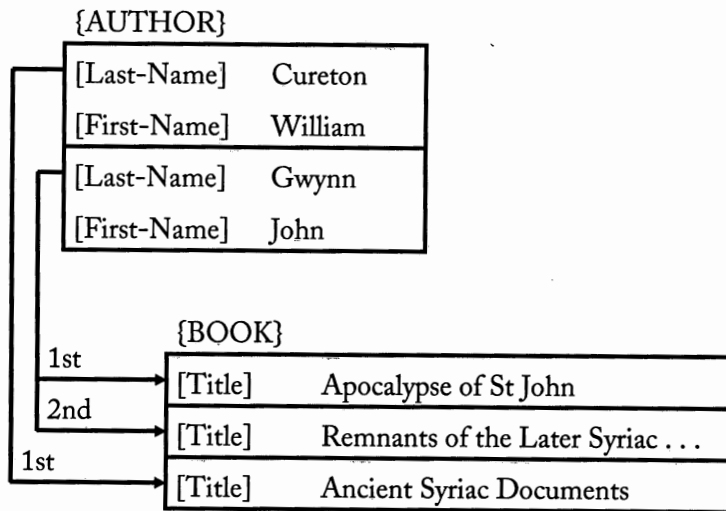 {AUTHOR}
[Last-Name] Cureton
[First-Name] William
[Last-Name] Gwynn
[First-Name] John
{BOOK}
1st
[Title] Apocalypse of St John
2nd
[Title] Remnants of the Later Syriac . . .
1st
[Title] Ancient Syriac Documents